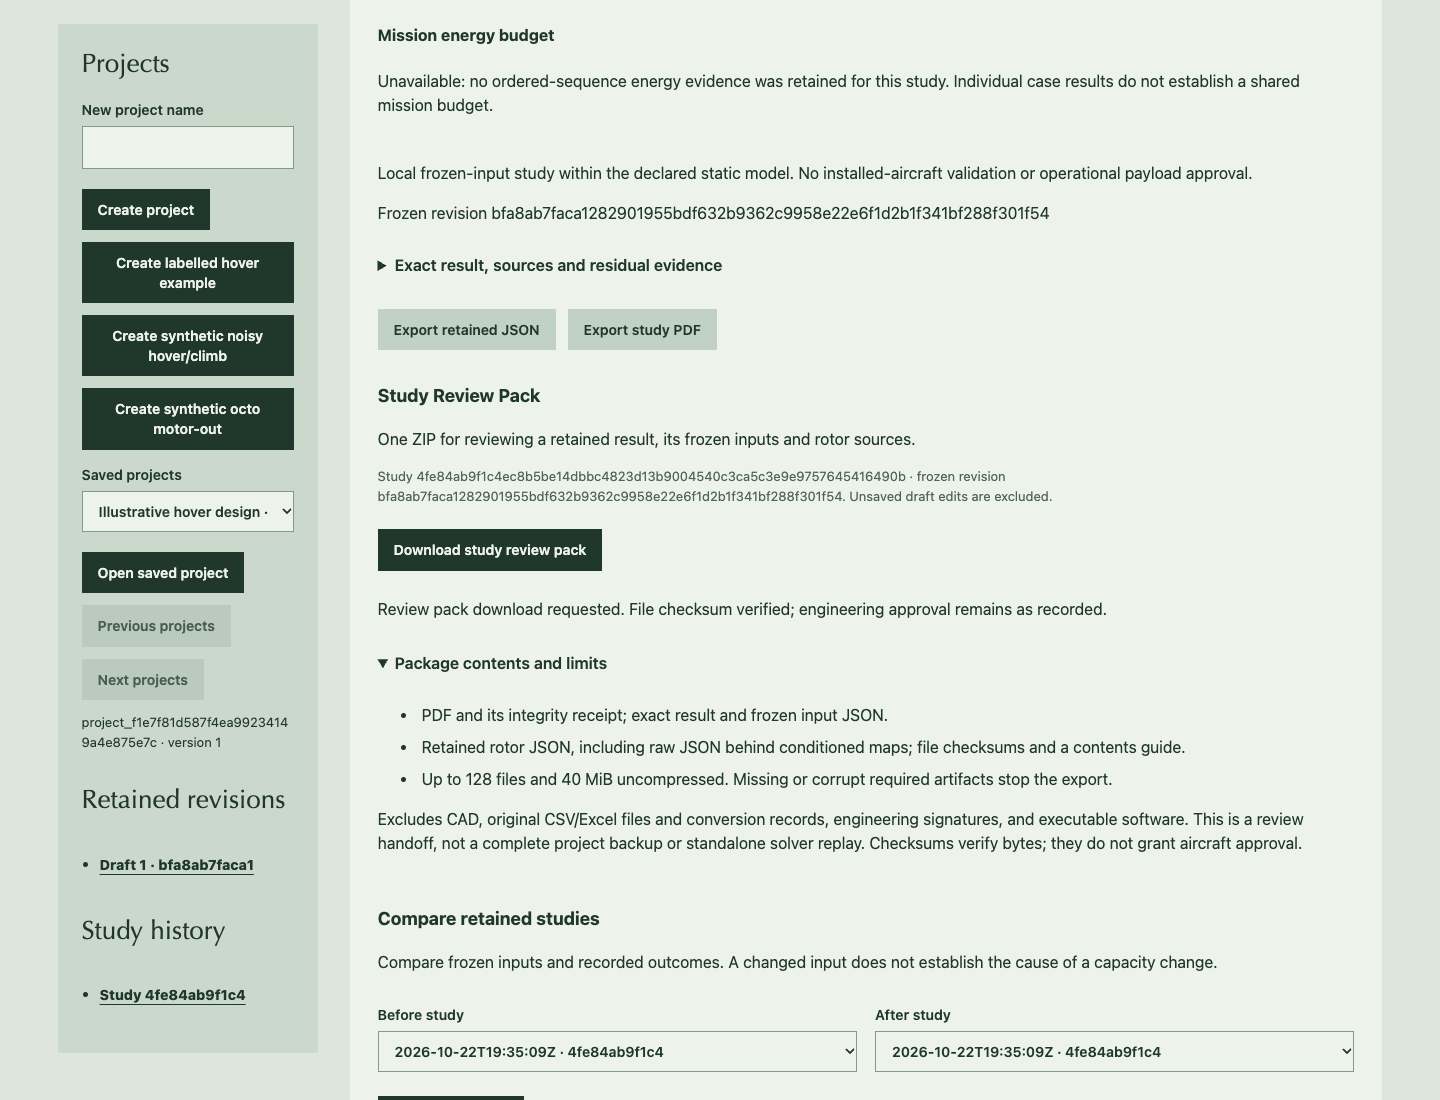 Projects
New project name
Create project
Create labelled hover
example
Create synthetic noisy
hover/climb
Create synthetic octo
motor-out
Saved projects
Illustrative hover design ·
Open saved project
Previous projects
Next projects
project_f1e7f81d587f4ea9923414
9a4e875e7c · version 1
Retained revisions
Draft 1 · bfa8ab7faca1
Study history
Study 4fe84ab9f1c4
Mission energy budget
Unavailable: no ordered-sequence energy evidence was retained for this study. Individual case results do not establish a shared
mission budget.
Local frozen-input study within the declared static model. No installed-aircraft validation or operational payload approval.
Frozen revision bfa8ab7faca1282901955bdf632b9362c9958e22e6f1d2b1f341bf288f301f54
Exact result, sources and residual evidence
Export retained JSON
Export study PDF
Study Review Pack
One ZIP for reviewing a retained result, its frozen inputs and rotor sources.
Study 4fe84ab9f1c4ec8b5be14dbbc4823d13b9004540c3ca5c3e9e9757645416490b · frozen revision
bfa8ab7faca1282901955bdf632b9362c9958e22e6f1d2b1f341bf288f301f54. Unsaved draft edits are excluded.
Download study review pack
Review pack download requested. File checksum verified; engineering approval remains as recorded.
Package contents and limits
PDF and its integrity receipt; exact result and frozen input JSON.
Retained rotor JSON, including raw JSON behind conditioned maps; file checksums and a contents guide.
Up to 128 files and 40 MiB uncompressed. Missing or corrupt required artifacts stop the export.
Excludes CAD, original CSV/Excel files and conversion records, engineering signatures, and executable software. This is a review
handoff, not a complete project backup or standalone solver replay. Checksums verify bytes; they do not grant aircraft approval.
Compare retained studies
Compare frozen inputs and recorded outcomes. A changed input does not establish the cause of a capacity change.
Before study
After study
2026-10-22T19:35:09Z · 4fe84ab9f1c4
2026-10-22T19:35:09Z · 4fe84ab9f1c4